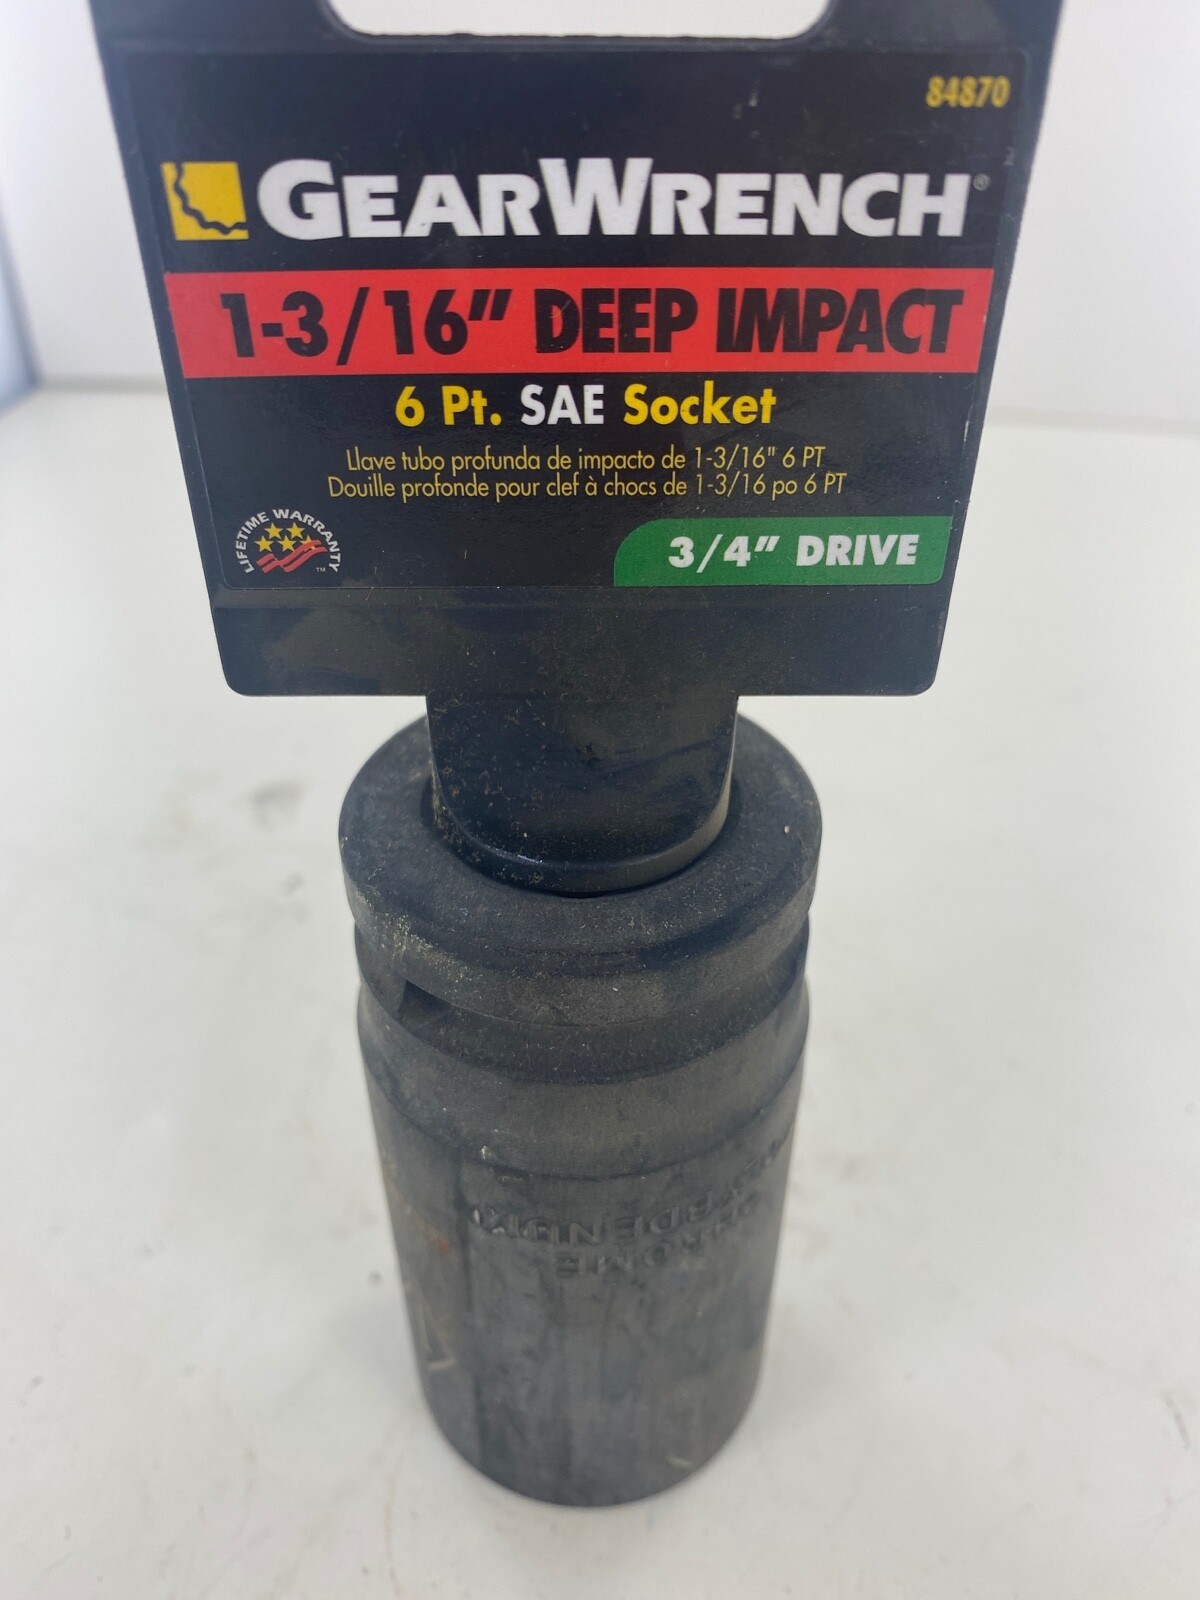 84870
GEARWRENCH®
1-3/16" DEEP IMPACT
6 Pt. SAE Socket
Llave tubo profunda de impacto de 1-3/16" 6 PT
Douille profonde pour clef à chocs de 1-3/16 po 6 PT
LIFETIME WARRANTY™
3/4" DRIVE
CHROME